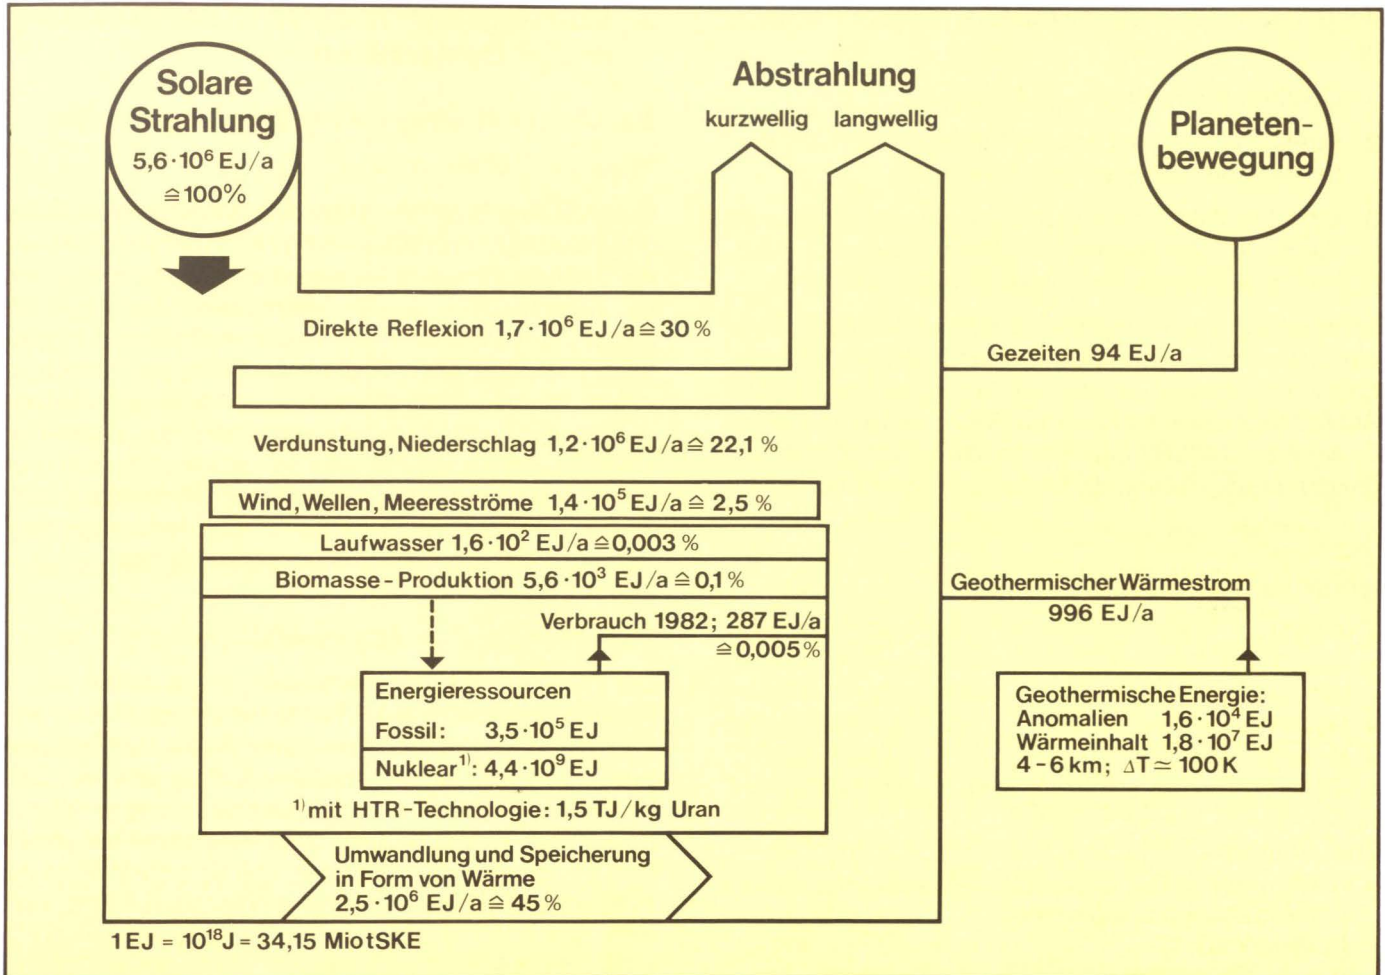 Solare
Strahlung
5,6·10⁶ EJ/a
≙ 100%
Abstrahlung
kurzwellig langwellig
Planeten-
bewegung
Direkte Reflexion 1,7·10⁶ EJ/a ≙ 30 %
Gezeiten 94 EJ/a
Verdunstung, Niederschlag 1,2·10⁶ EJ/a ≙ 22,1 %
Wind, Wellen, Meeresströme 1,4·10⁵ EJ/a ≙ 2,5 %
Laufwasser 1,6·10² EJ/a ≙ 0,003 %
Biomasse-Produktion 5,6·10³ EJ/a ≙ 0,1 %
Geothermischer Wärmestrom
996 EJ/a
Verbrauch 1982; 287 EJ/a
≙ 0,005 %
Energieressourcen
Fossil: 3,5·10⁵ EJ
Nuklear¹⁾: 4,4·10⁹ EJ
¹⁾ mit HTR-Technologie: 1,5 TJ/kg Uran
Geothermische Energie:
Anomalien 1,6·10⁴ EJ
Wärmeinhalt 1,8·10⁷ EJ
4-6 km; ΔT ≃ 100 K
Umwandlung und Speicherung
in Form von Wärme
2,5·10⁶ EJ/a ≙ 45 %
1 EJ = 10¹⁸ J = 34,15 Mio t SKE